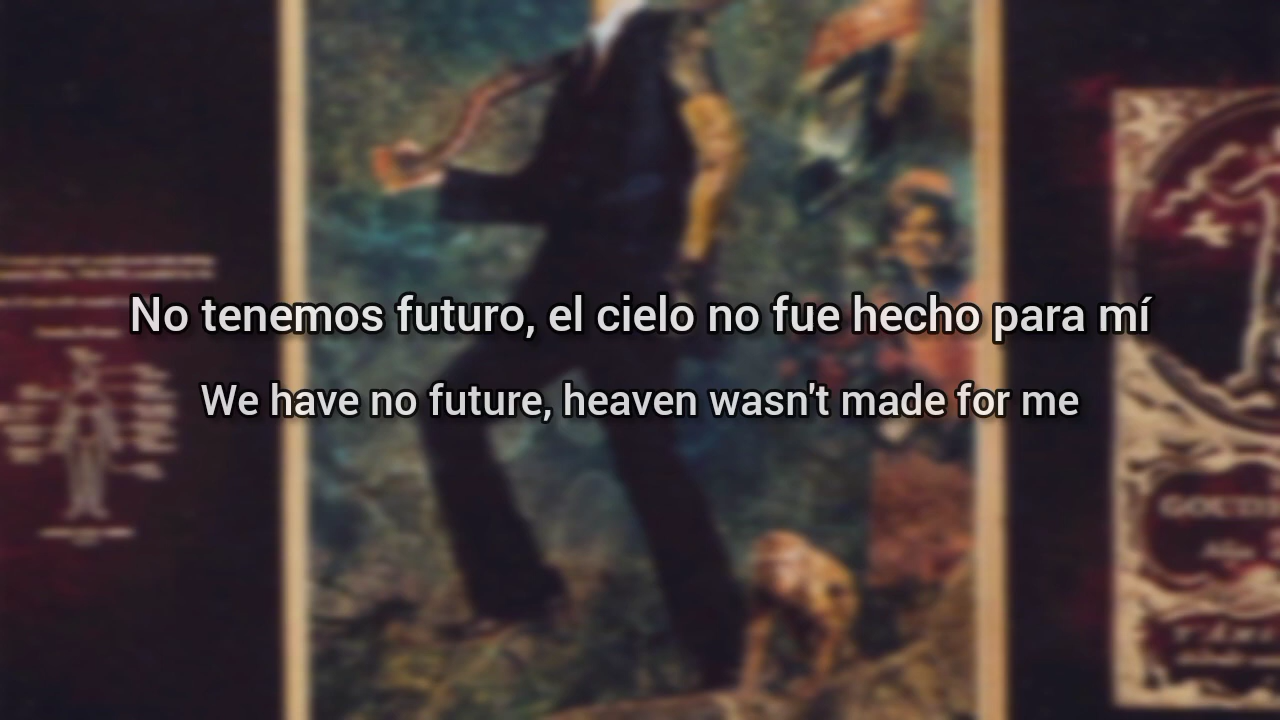 No tenemos futuro, el cielo no fue hecho para mí
We have no future, heaven wasn't made for me